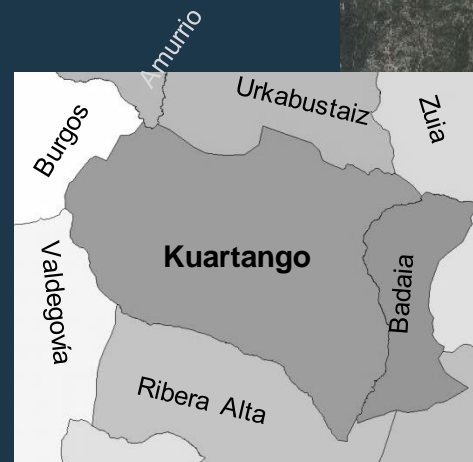 Amurrio
Urkabustaiz
Zuia
Burgos
Kuartango
Valdegovía
Badaia
Ribera Alta